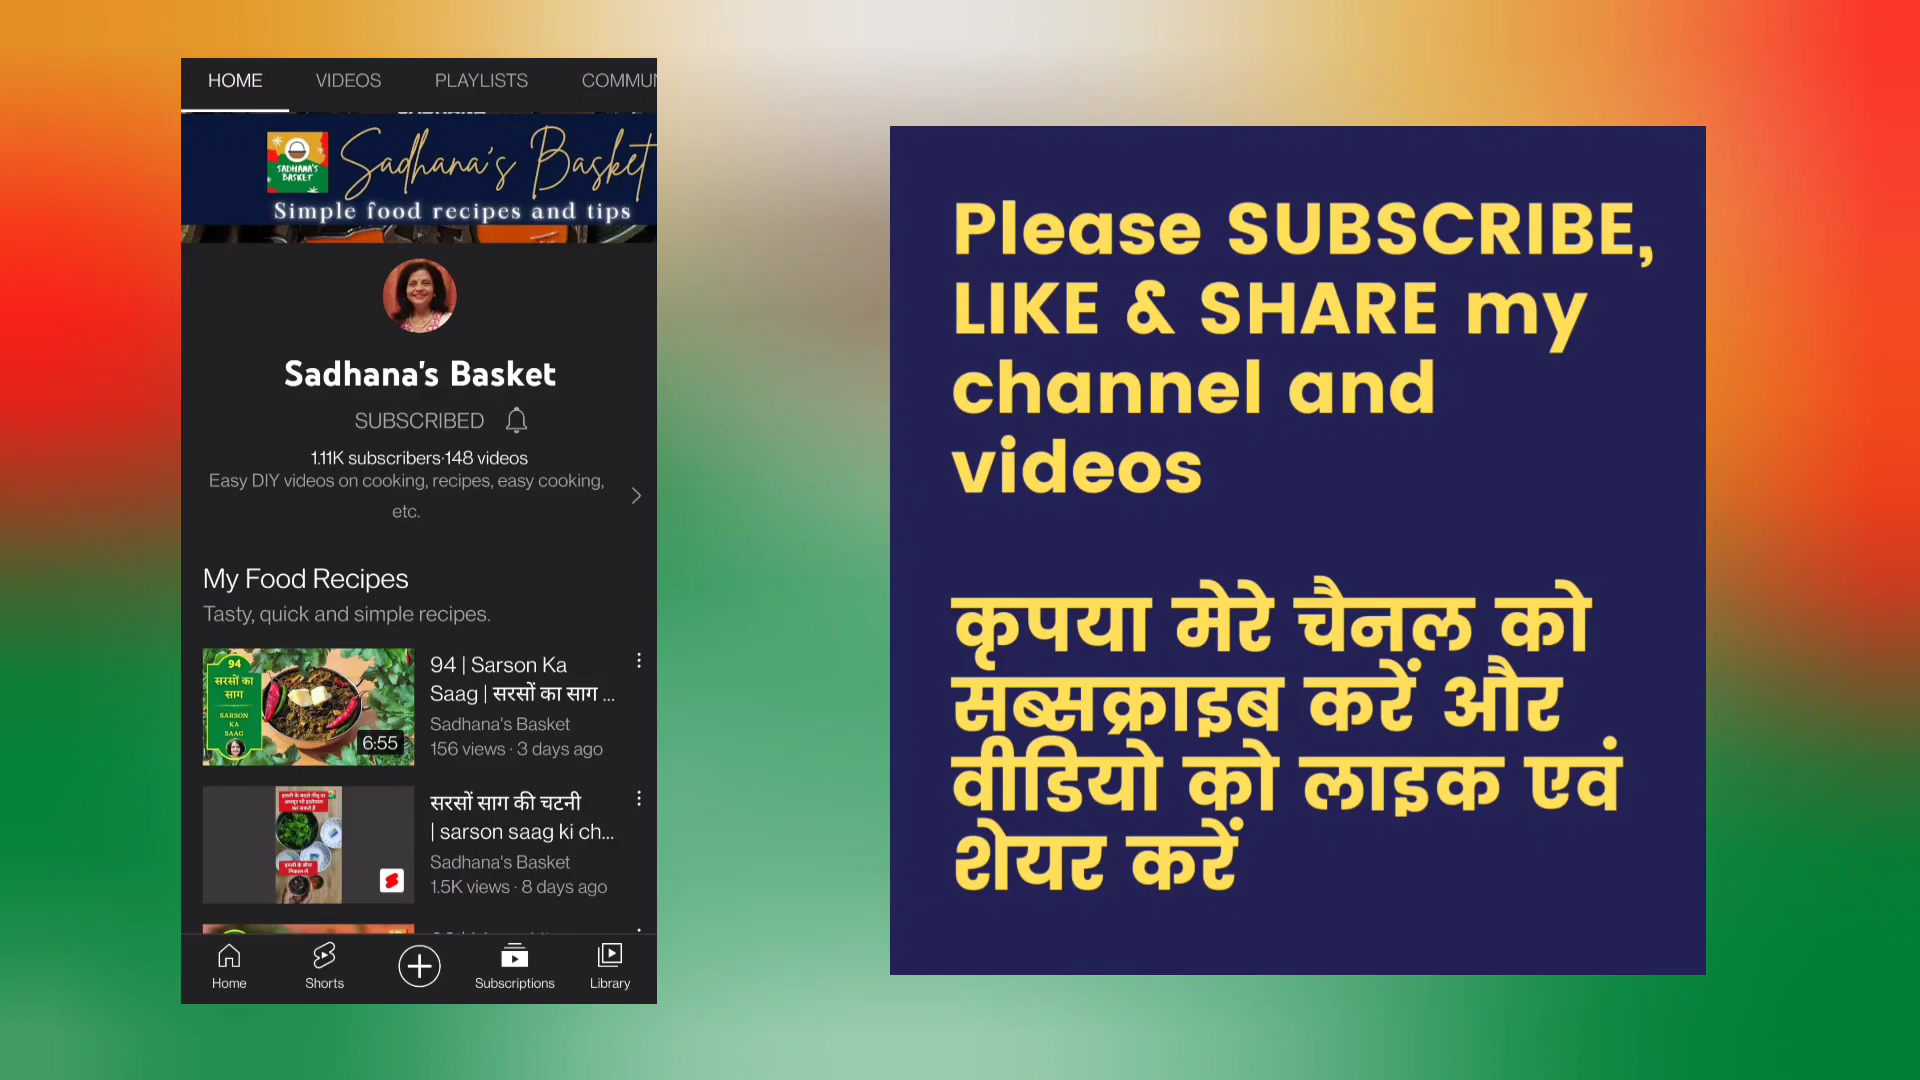 HOME VIDEOS PLAYLISTS COMMUN
SADHANA'S
BASKET
Sadhana's Basket
Simple food recipes and tips
Sadhana's Basket
SUBSCRIBED
1.11K subscribers·148 videos
Easy DIY videos on cooking, recipes, easy cooking,
etc.
My Food Recipes
Tasty, quick and simple recipes.
94
सरसों का
साग
SARSON
KA
SAAG
6:55
94 | Sarson Ka
Saag | सरसों का साग ...
Sadhana's Basket
156 views · 3 days ago
सरसों साग की चटनी
| sarson saag ki ch...
Sadhana's Basket
1.5K views · 8 days ago
Home
Shorts
Subscriptions
Library
Please SUBSCRIBE,
LIKE & SHARE my
channel and
videos
कृपया मेरे चैनल को
सब्सक्राइब करें और
वीडियो को लाइक एवं
शेयर करें